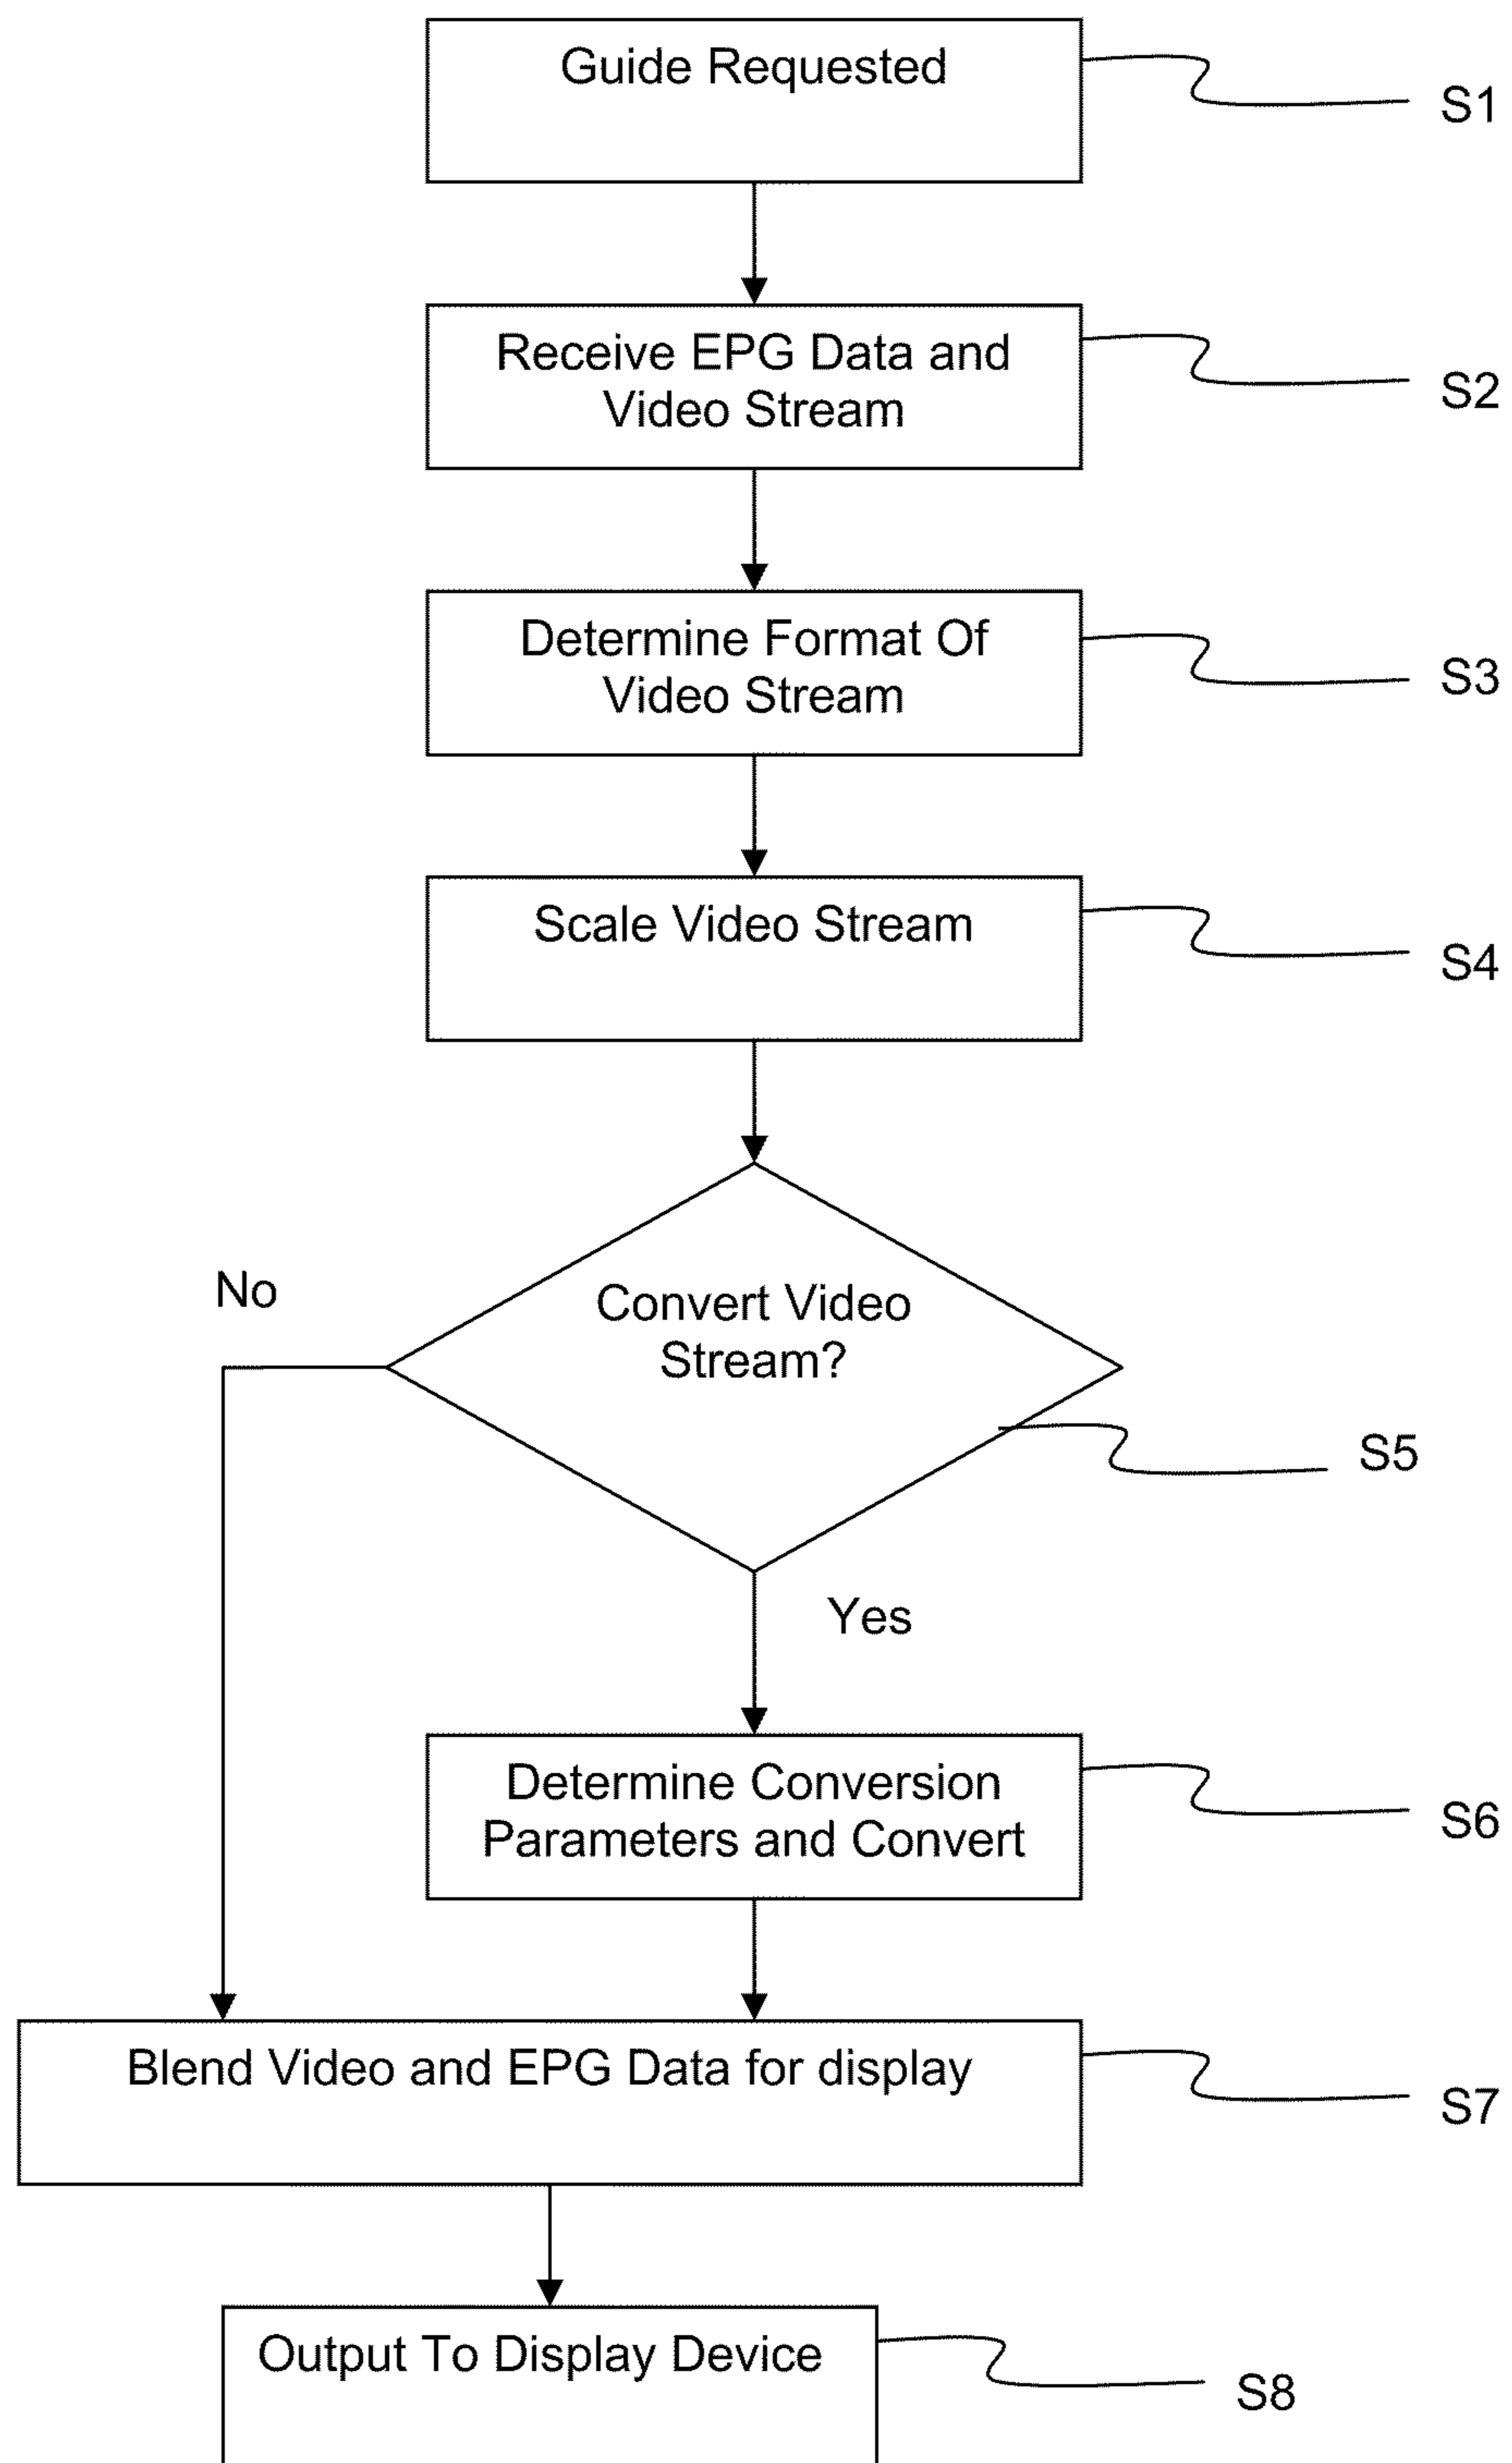 Guide Requested
S1
Receive EPG Data and
Video Stream
S2
Determine Format Of
Video Stream
S3
Scale Video Stream
S4
No
Convert Video
Stream?
S5
Yes
Determine Conversion
Parameters and Convert
S6
Blend Video and EPG Data for display
S7
Output To Display Device
S8